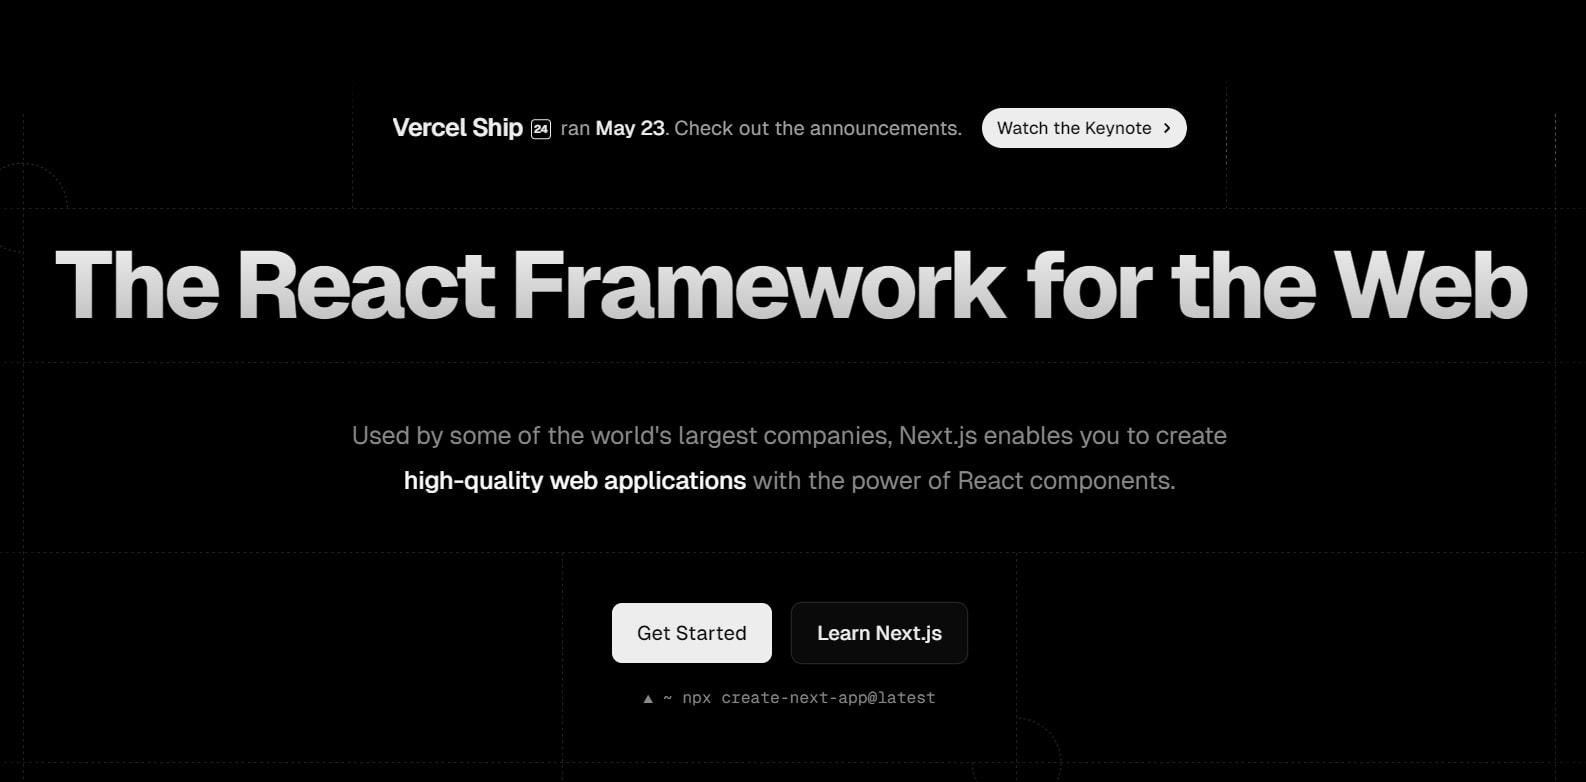 Vercel Ship 24 ran May 23. Check out the announcements. Watch the Keynote
The React Framework for the Web
Used by some of the world's largest companies, Next.js enables you to create
high-quality web applications with the power of React components.
Get Started Learn Next.js
▲ ~ npx create-next-app@latest